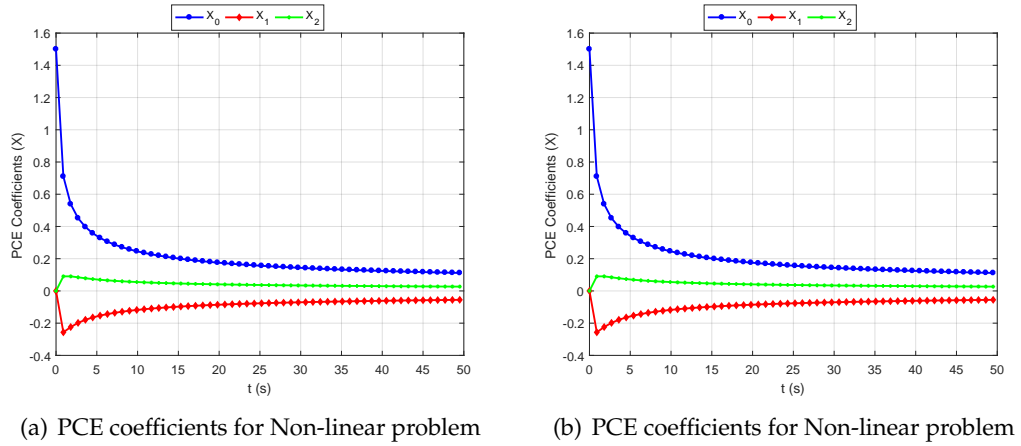 X0 X1 X2
1.6
1.4
1.2
1
0.8
0.6
0.4
0.2
0
-0.2
-0.4
PCE Coefficients (X)
0 5 10 15 20 25 30 35 40 45 50
t (s)
(a) PCE coefficients for Non-linear problem
X0 X1 X2
1.6
1.4
1.2
1
0.8
0.6
0.4
0.2
0
-0.2
-0.4
PCE Coefficients (X)
0 5 10 15 20 25 30 35 40 45 50
t (s)
(b) PCE coefficients for Non-linear problem